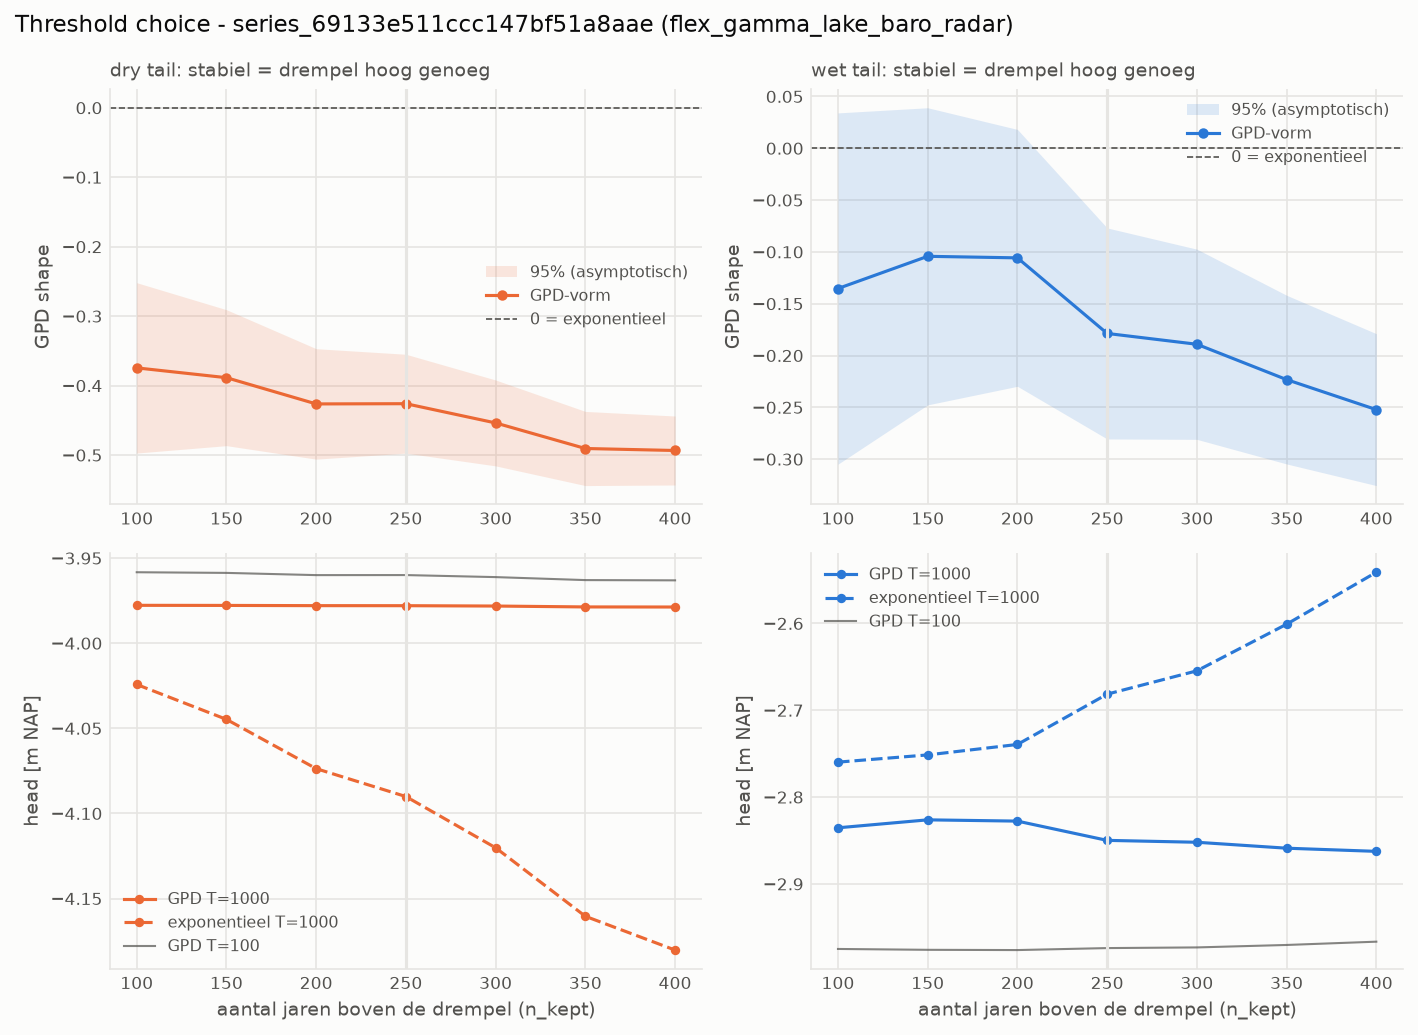 Threshold choice - series_69133e511ccc147bf51a8aae (flex_gamma_lake_baro_radar)
dry tail: stabiel = drempel hoog genoeg
GPD shape
0.0
−0.1
−0.2
−0.3
−0.4
−0.5
95% (asymptotisch)
GPD-vorm
0 = exponentieel
100 150 200 250 300 350 400
wet tail: stabiel = drempel hoog genoeg
GPD shape
0.05
0.00
−0.05
−0.10
−0.15
−0.20
−0.25
−0.30
95% (asymptotisch)
GPD-vorm
0 = exponentieel
100 150 200 250 300 350 400
head [m NAP]
−3.95
−4.00
−4.05
−4.10
−4.15
GPD T=1000
exponentieel T=1000
GPD T=100
100 150 200 250 300 350 400
aantal jaren boven de drempel (n_kept)
head [m NAP]
−2.6
−2.7
−2.8
−2.9
GPD T=1000
exponentieel T=1000
GPD T=100
100 150 200 250 300 350 400
aantal jaren boven de drempel (n_kept)